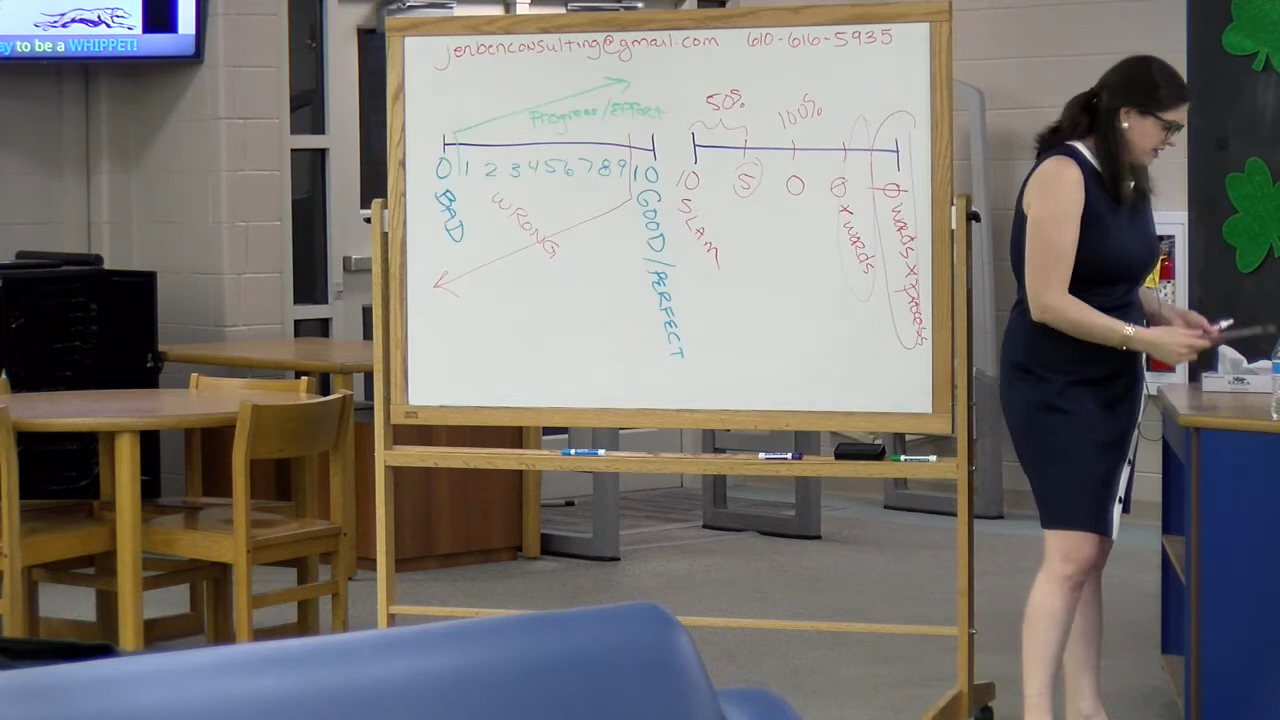 ay to be a WHIPPET!
jenbenconsulting@gmail.com 610-616-5935
Progress/Effort
0 1 2 3 4 5 6 7 8 9 10
BAD
WRONG
GOOD/PERFECT
50% 100%
10 5 0 0 0
SLAM
x words
words x process